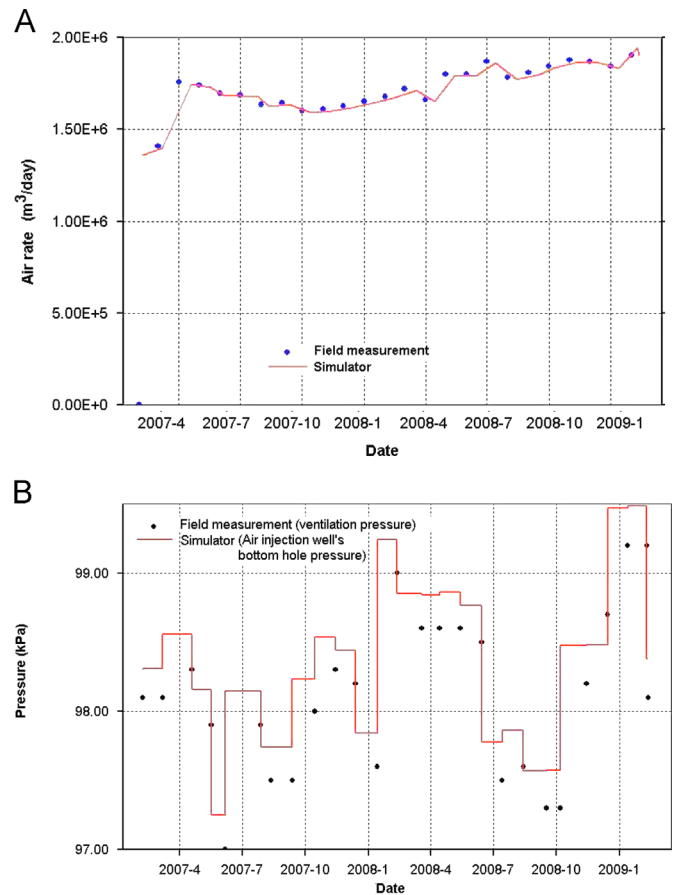 A
2.00E+6
1.50E+6
1.00E+6
5.00E+5
0.00E+0
Air rate (m³/day)
Field measurement
Simulator
2007-4 2007-7 2007-10 2008-1 2008-4 2008-7 2008-10 2009-1
Date
B
Field measurement (ventilation pressure)
Simulator (Air injection well's
bottom hole pressure)
99.00
98.00
97.00
Pressure (kPa)
2007-4 2007-7 2007-10 2008-1 2008-4 2008-7 2008-10 2009-1
Date